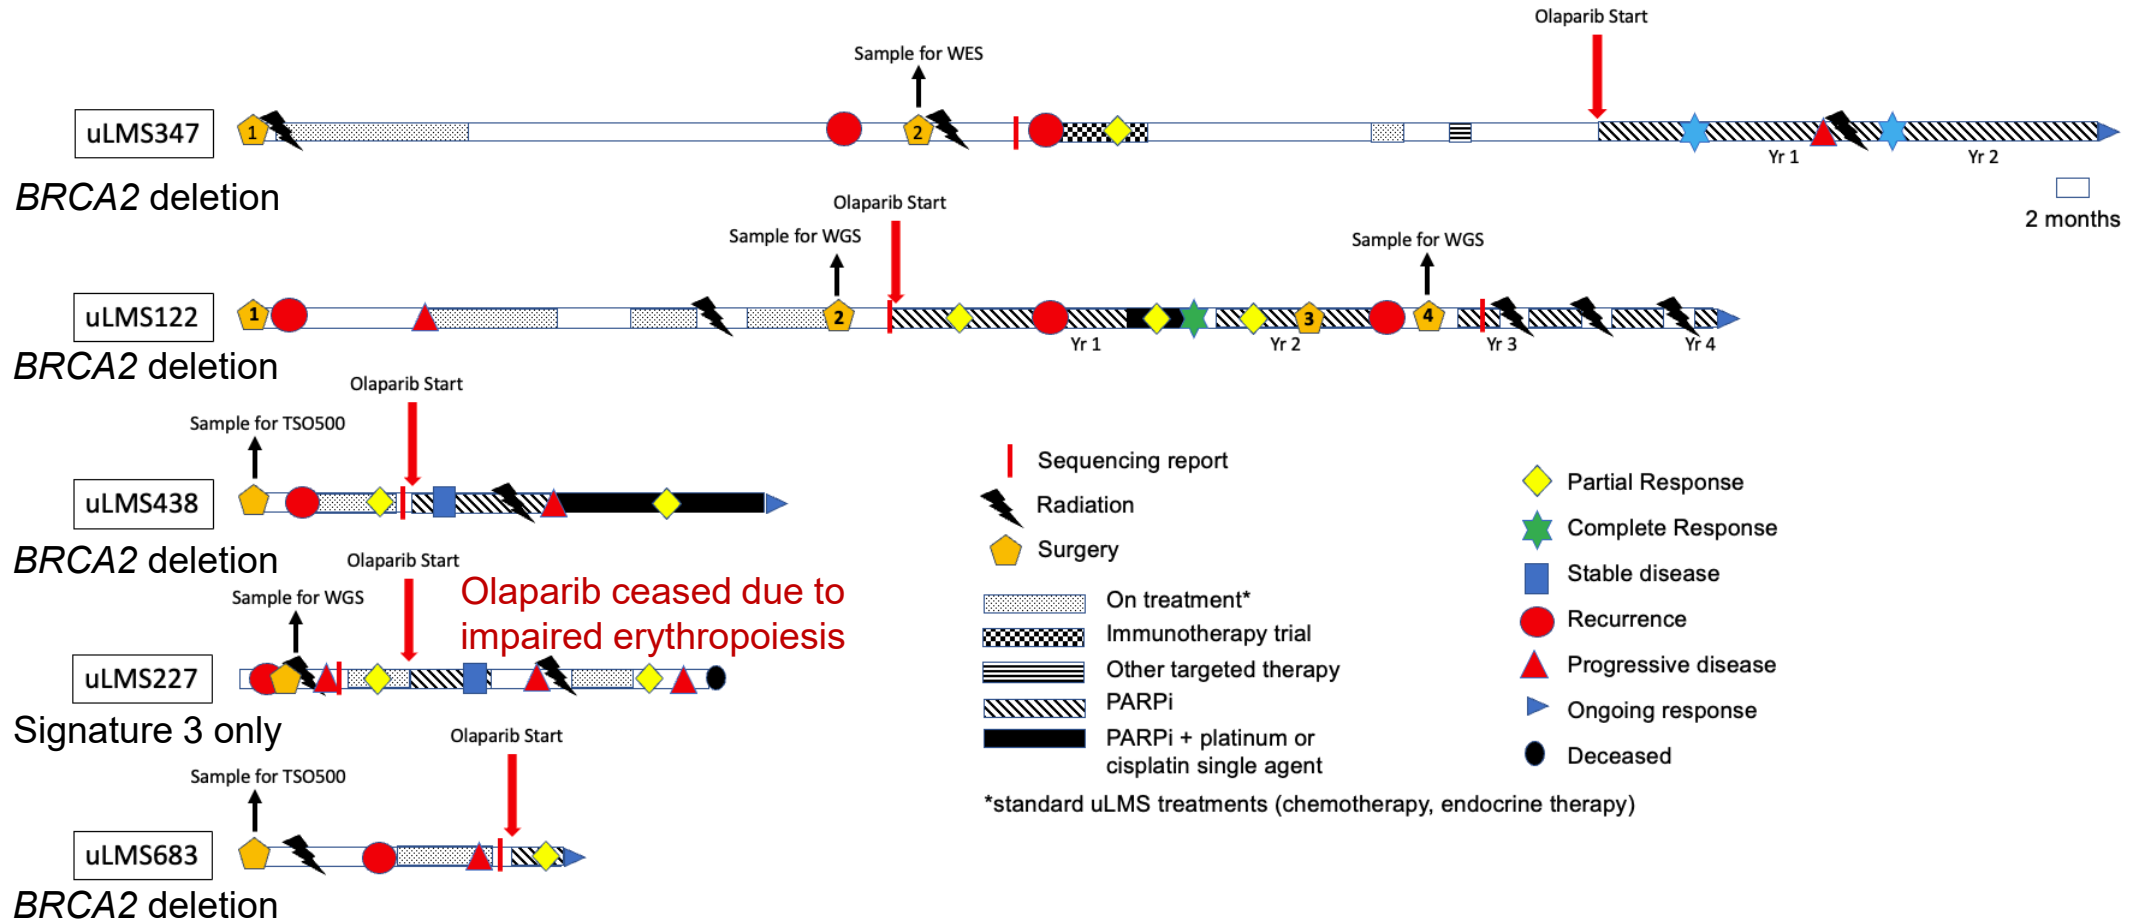 Olaparib Start
Sample for WES
uLMS347
1
2
Yr 1
Yr 2
BRCA2 deletion
2 months
Olaparib Start
Sample for WGS
Sample for WGS
uLMS122
1
2
3
4
Yr 1
Yr 2
Yr 3
Yr 4
BRCA2 deletion
Olaparib Start
Sample for TSO500
uLMS438
BRCA2 deletion
Olaparib Start
Sample for WGS
Olaparib ceased due to
impaired erythropoiesis
uLMS227
Signature 3 only
Olaparib Start
Sample for TSO500
uLMS683
BRCA2 deletion
Sequencing report
Radiation
Surgery
On treatment*
Immunotherapy trial
Other targeted therapy
PARPi
PARPi + platinum or
cisplatin single agent
*standard uLMS treatments (chemotherapy, endocrine therapy)
Partial Response
Complete Response
Stable disease
Recurrence
Progressive disease
Ongoing response
Deceased